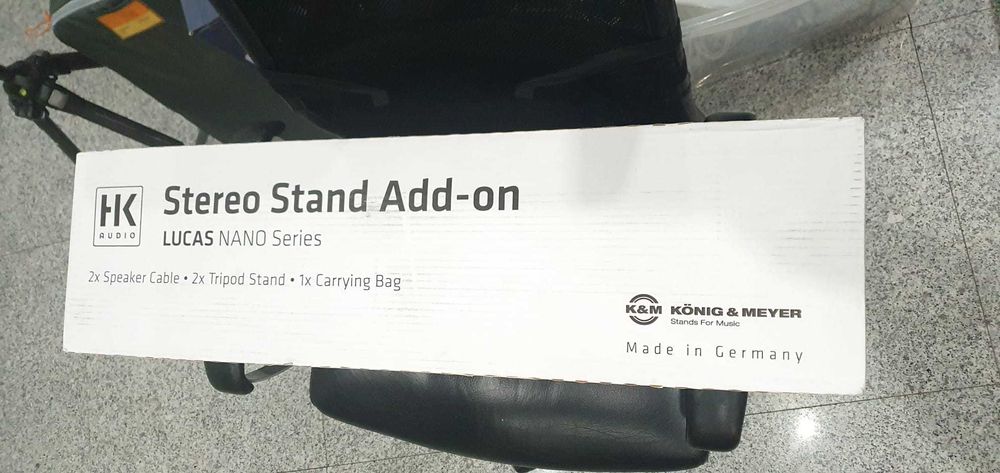 HK
AUDIO
Stereo Stand Add-on
LUCAS NANO Series
2x Speaker Cable • 2x Tripod Stand • 1x Carrying Bag
K&M KÖNIG & MEYER
Stands For Music
Made in Germany